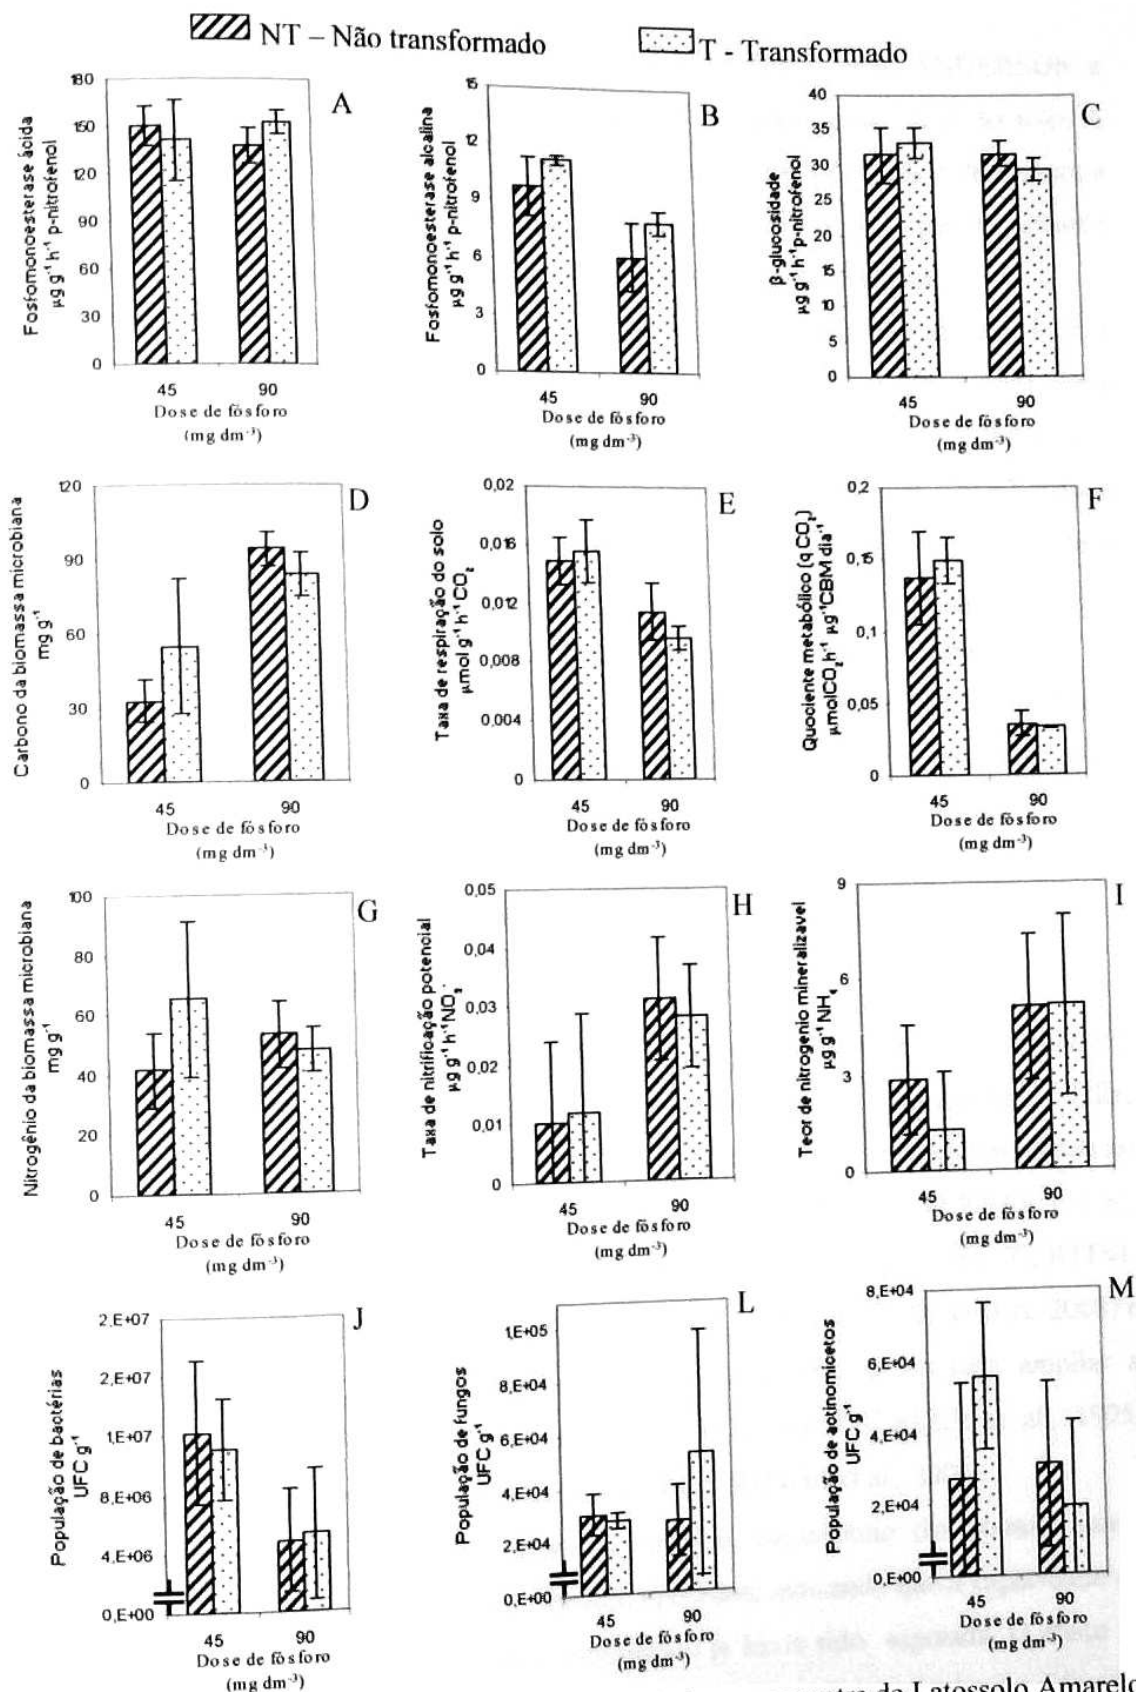 NT – Não transformado
T - Transformado
A
Fosfomonoesterase ácida
µg g⁻¹ h⁻¹ p-nitrofenol
180
150
120
90
60
30
0
45
90
Dose de fósforo
(mg dm⁻³)
B
Fosfomonoesterase alcalina
µg g⁻¹ h⁻¹ p-nitrofenol
15
12
9
6
3
0
45
90
Dose de fósforo
(mg dm⁻³)
C
β-glucosidade
µg g⁻¹ h⁻¹p-nitrofenol
40
35
30
25
20
15
10
5
0
45
90
Dose de fósforo
(mg dm⁻³)
D
Carbono da biomassa microbiana
mg g⁻¹
120
90
60
30
0
45
90
Dose de fósforo
(mg dm⁻³)
E
Taxa de respiração do solo
µmol g⁻¹ h⁻¹ CO₂
0,02
0,016
0,012
0,008
0,004
0
45
90
Dose de fósforo
(mg dm⁻³)
F
Quociente metabólico (q CO₂)
µmolCO₂h⁻¹ µg⁻¹CBM dia⁻¹
0,2
0,15
0,1
0,05
0
45
90
Dose de fósforo
(mg dm⁻³)
G
Nitrogênio da biomassa microbiana
mg g⁻¹
100
80
60
40
20
0
45
90
Dose de fósforo
(mg dm⁻³)
H
Taxa de nitrificação potencial
µg g⁻¹ h⁻¹NO₃⁻
0,05
0,04
0,03
0,02
0,01
0
45
90
Dose de fósforo
(mg dm⁻³)
I
Teor de nitrogenio mineralizavel
µg g⁻¹ NH₄
9
6
3
0
45
90
Dose de fósforo
(mg dm⁻³)
J
População de bactérias
UFC g⁻¹
2,E+07
2,E+07
1,E+07
8,E+06
4,E+06
0,E+00
45
90
Dose de fósforo
(mg dm⁻³)
L
População de fungos
UFC g⁻¹
1,E+05
8,E+04
6,E+04
4,E+04
2,E+04
0,E+00
45
90
Dose de fósforo
(mg dm⁻³)
M
População de actinomicetos
UFC g⁻¹
8,E+04
6,E+04
4,E+04
2,E+04
0,E+00
45
90
Dose de fósforo
(mg dm⁻³)
de Latossolo Amarelo